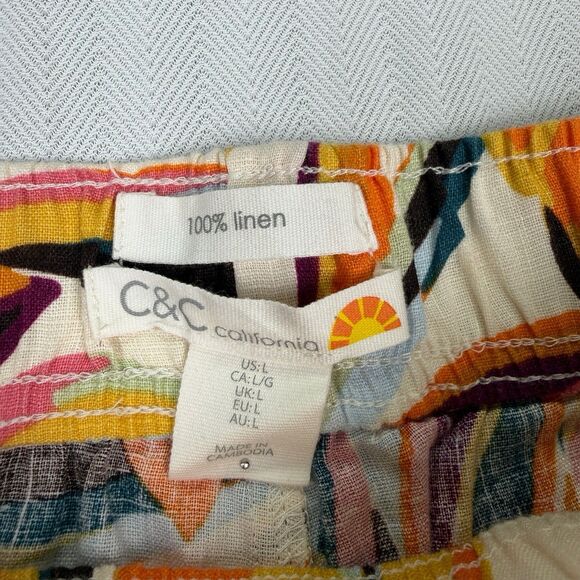 100% linen
C&C california
US: L
CA: L/G
UK: L
EU: L
AU: L
MADE IN
CAMBODIA